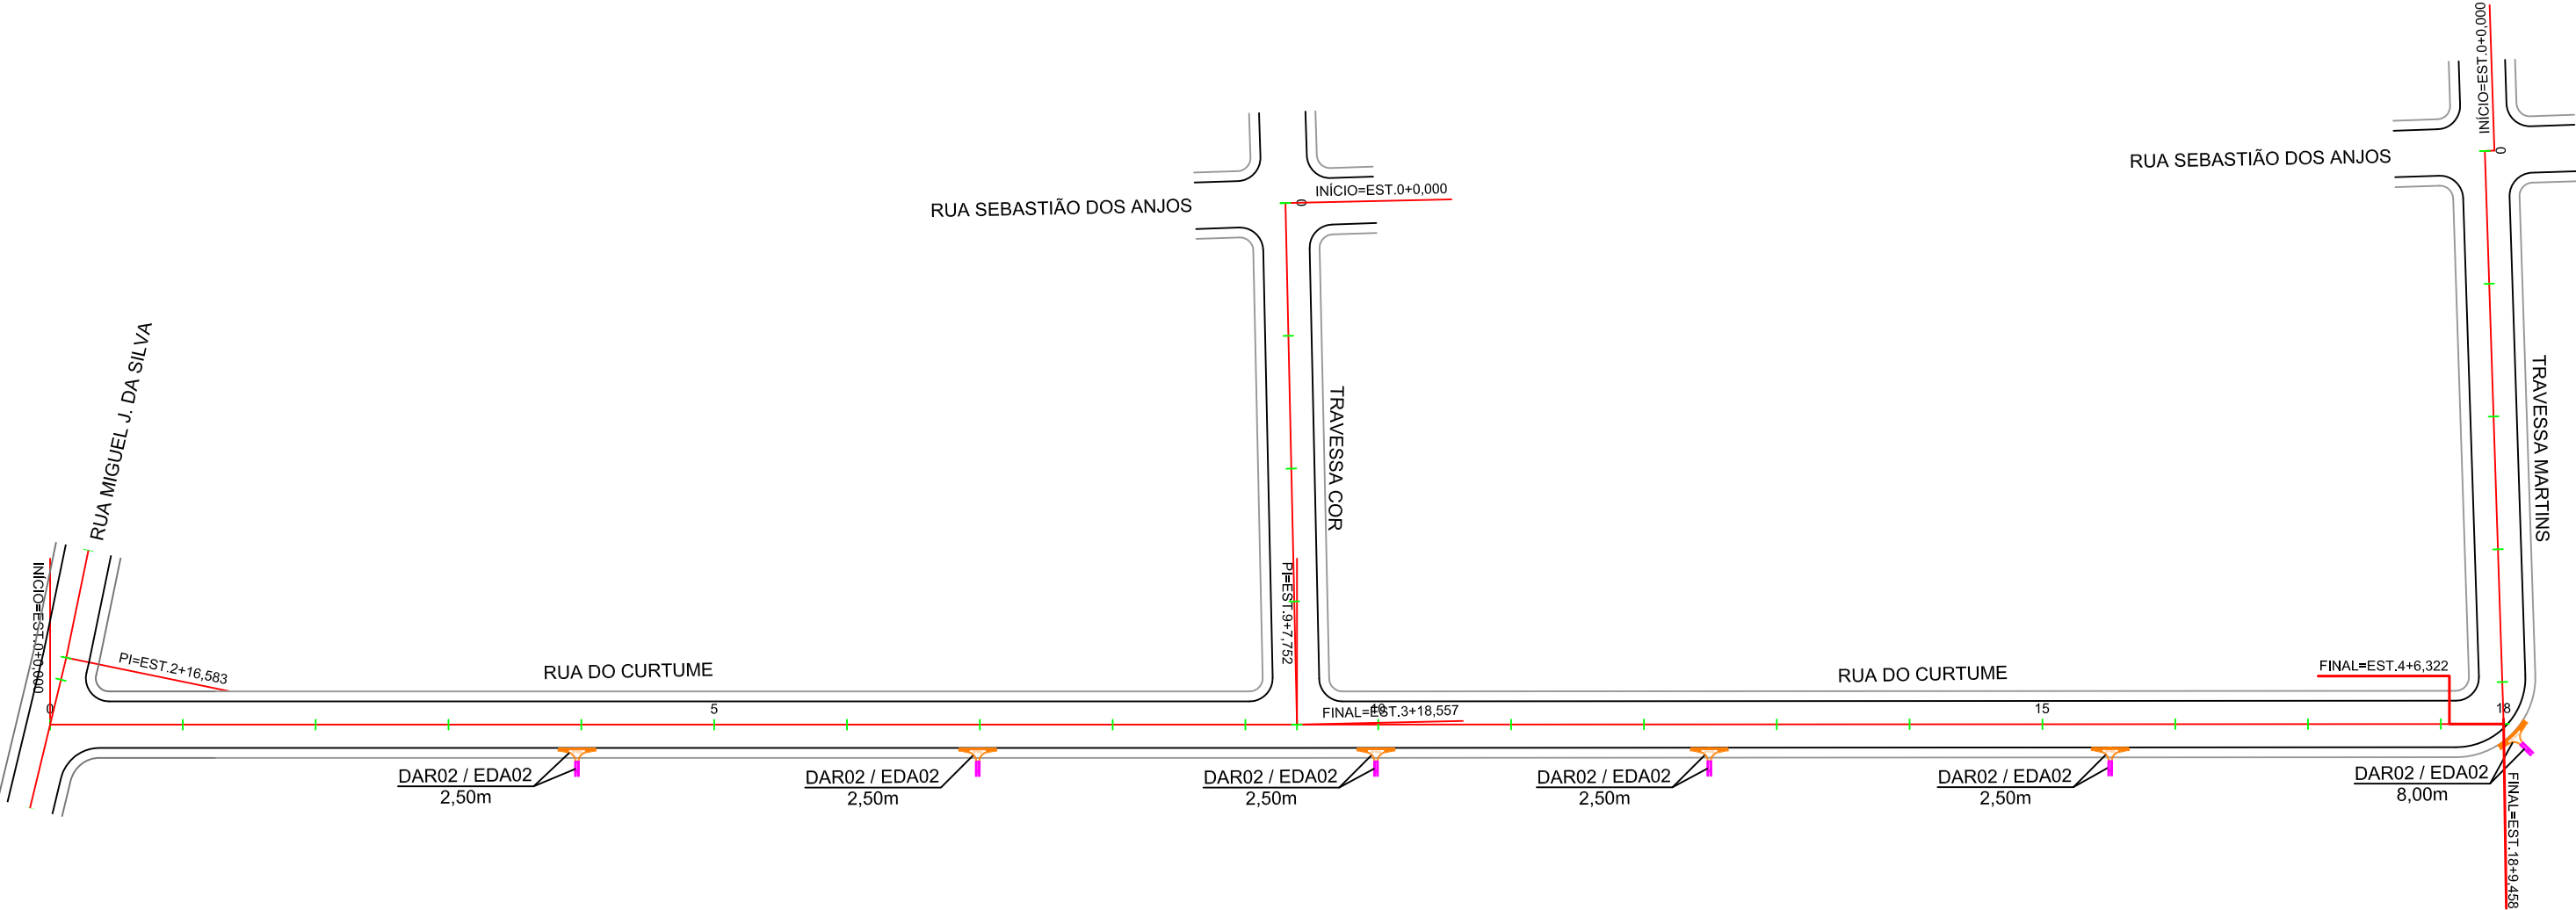 INÍCIO=EST.0+0,000
0
RUA SEBASTIÃO DOS ANJOS
INÍCIO=EST.0+0,000
0
RUA SEBASTIÃO DOS ANJOS
RUA MIGUEL J. DA SILVA
TRAVESSA COR
TRAVESSA MARTINS
INÍCIO=EST.0+0,000
PI=EST.2+16,583
PI=EST.9+7,752
RUA DO CURTUME
RUA DO CURTUME
FINAL=EST.4+6,322
0
5
10
FINAL=EST.3+18,557
15
18
DAR02 / EDA02
2,50m
DAR02 / EDA02
2,50m
DAR02 / EDA02
2,50m
DAR02 / EDA02
2,50m
DAR02 / EDA02
2,50m
DAR02 / EDA02
8,00m
FINAL=EST.18+9,458